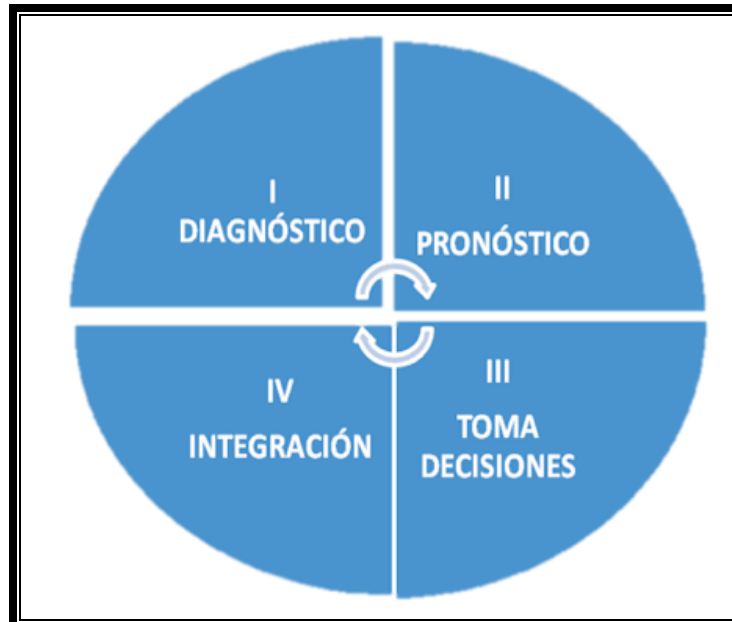 I
DIAGNÓSTICO
II
PRONÓSTICO
III
TOMA
DECISIONES
IV
INTEGRACIÓN